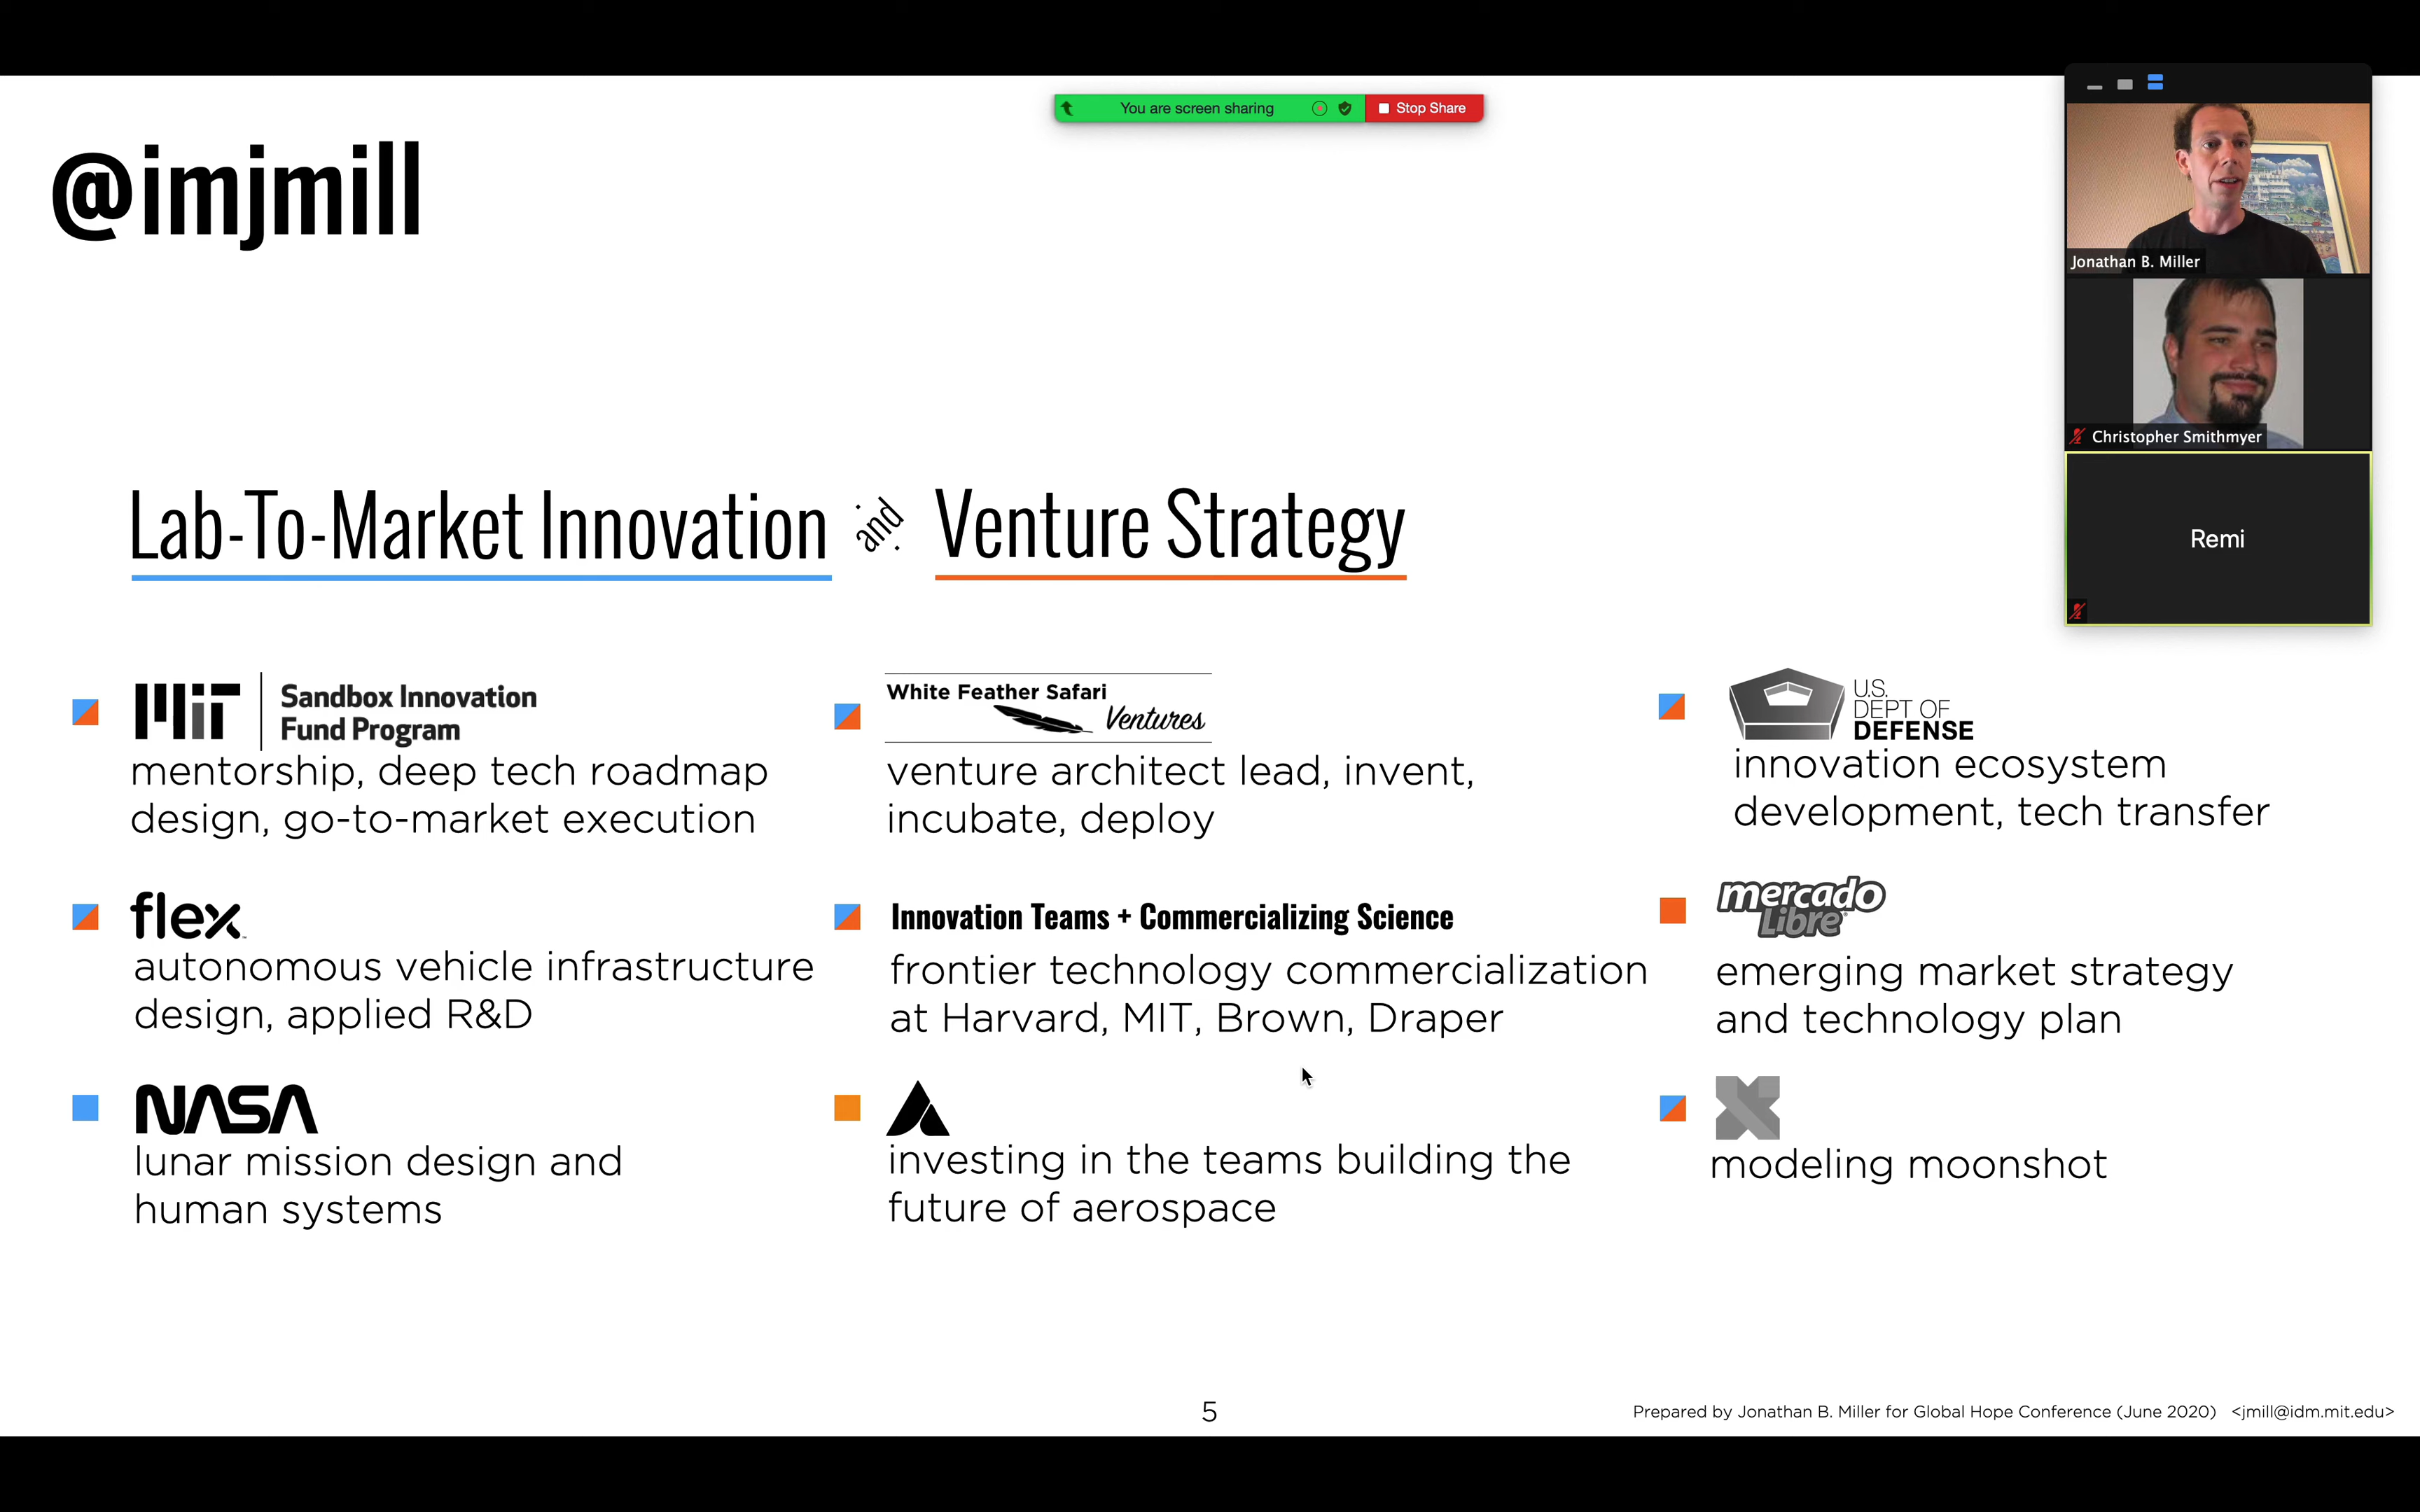 You are screen sharing
Stop Share
@imjmill
Jonathan B. Miller
Christopher Smithmyer
Remi
Lab-To-Market Innovation and Venture Strategy
MIT
Sandbox Innovation
Fund Program
mentorship, deep tech roadmap
design, go-to-market execution
White Feather Safari
Ventures
venture architect lead, invent,
incubate, deploy
U.S.
DEPT OF
DEFENSE
innovation ecosystem
development, tech transfer
flex
autonomous vehicle infrastructure
design, applied R&D
Innovation Teams + Commercializing Science
frontier technology commercialization
at Harvard, MIT, Brown, Draper
mercado
Libre
emerging market strategy
and technology plan
NASA
lunar mission design and
human systems
investing in the teams building the
future of aerospace
X
modeling moonshot
5
Prepared by Jonathan B. Miller for Global Hope Conference (June 2020) <jmill@idm.mit.edu>